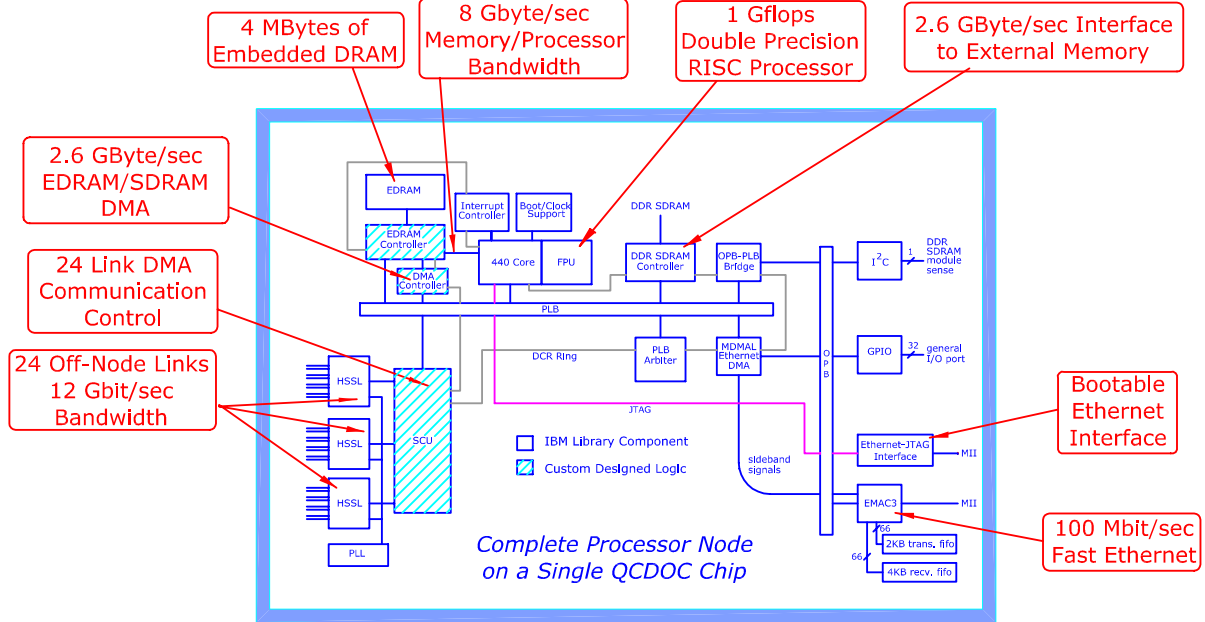 4 MBytes of
Embedded DRAM
8 Gbyte/sec
Memory/Processor
Bandwidth
1 Gflops
Double Precision
RISC Processor
2.6 GByte/sec Interface
to External Memory
2.6 GByte/sec
EDRAM/SDRAM
DMA
24 Link DMA
Communication
Control
24 Off-Node Links
12 Gbit/sec
Bandwidth
EDRAM
Interrupt
Controller
Boot/Clock
Support
DDR SDRAM
EDRAM
Controller
440 Core
FPU
DDR SDRAM
Controller
OPB-PLB
Bridge
I2C
1
DDR
SDRAM
module
sense
DMA
Controller
PLB
HSSL
HSSL
HSSL
SCU
PLL
DCR Ring
PLB
Arbiter
MDMAL
Ethernet
DMA
OPB
GPIO
32
general
I/O port
JTAG
IBM Library Component
Custom Designed Logic
sideband
signals
Ethernet-JTAG
Interface
MII
EMAC3
MII
66
2KB trans. fifo
66
4KB recv. fifo
Bootable
Ethernet
Interface
100 Mbit/sec
Fast Ethernet
Complete Processor Node
on a Single QCDOC Chip